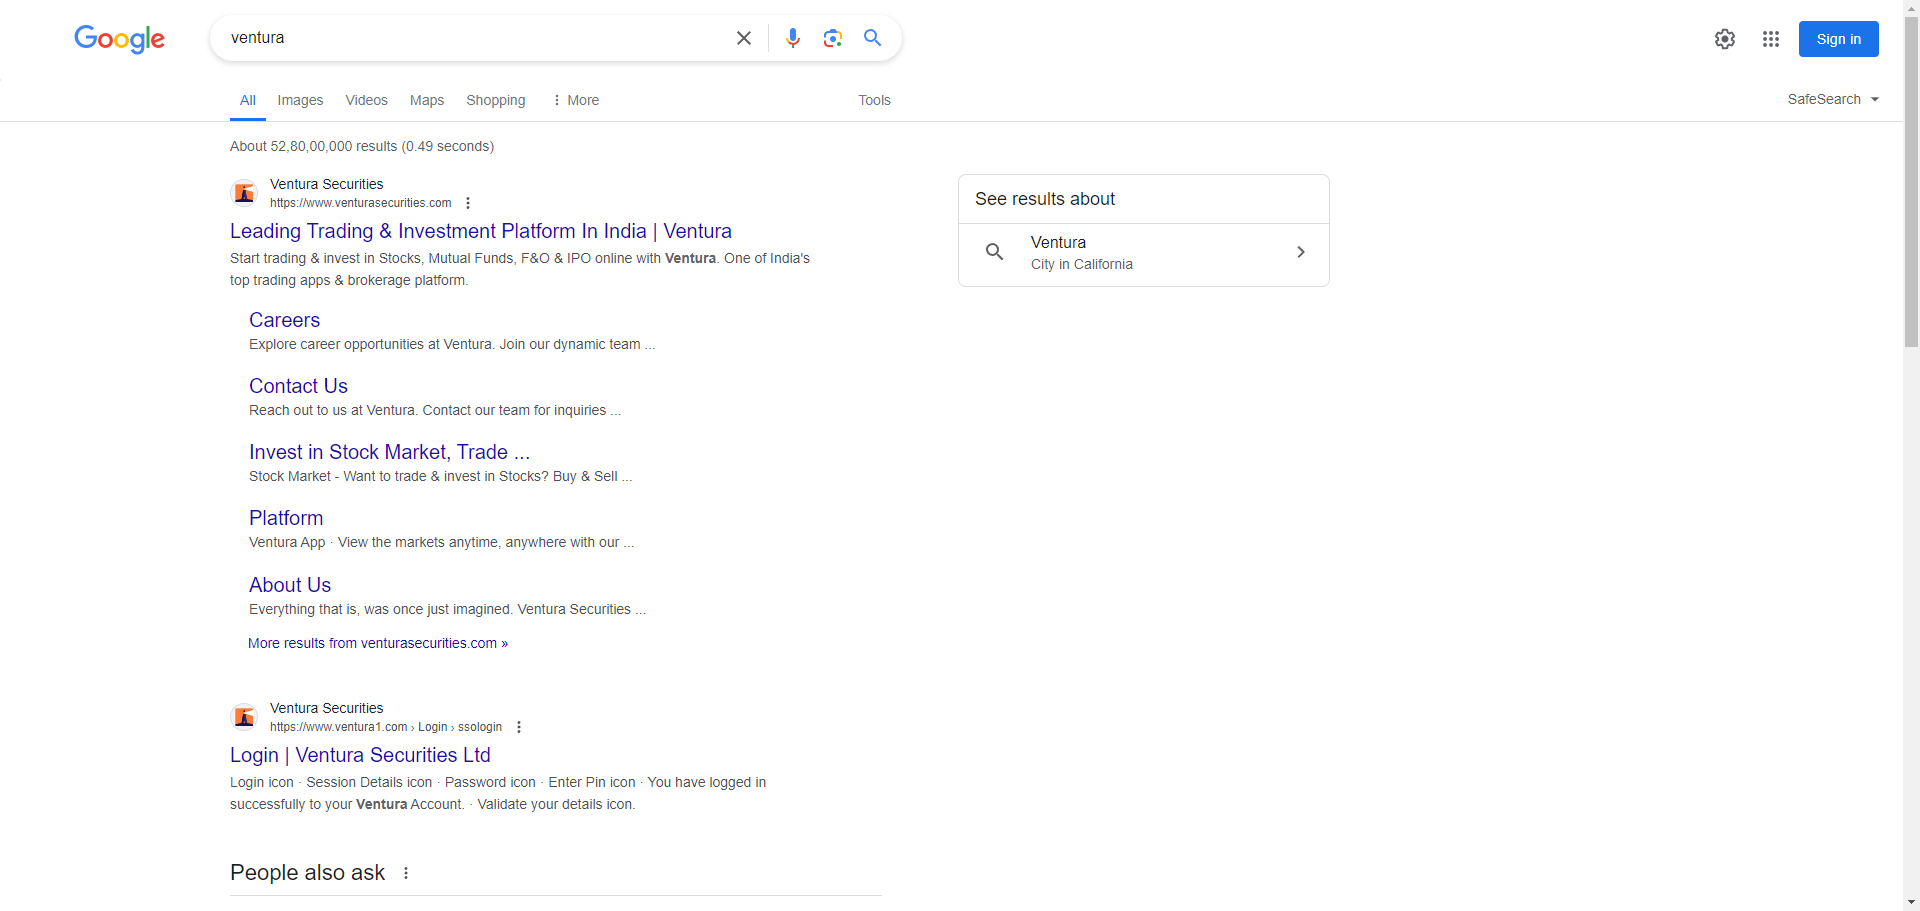 Google
ventura
Sign in
All Images Videos Maps Shopping More Tools SafeSearch
About 52,80,00,000 results (0.49 seconds)
Ventura Securities
https://www.venturasecurities.com
Leading Trading & Investment Platform In India | Ventura
Start trading & invest in Stocks, Mutual Funds, F&O & IPO online with Ventura. One of India's
top trading apps & brokerage platform.
Careers
Explore career opportunities at Ventura. Join our dynamic team ...
Contact Us
Reach out to us at Ventura. Contact our team for inquiries ...
Invest in Stock Market, Trade ...
Stock Market - Want to trade & invest in Stocks? Buy & Sell ...
Platform
Ventura App · View the markets anytime, anywhere with our ...
About Us
Everything that is, was once just imagined. Ventura Securities ...
More results from venturasecurities.com »
Ventura Securities
https://www.ventura1.com › Login › ssologin
Login | Ventura Securities Ltd
Login icon · Session Details icon · Password icon · Enter Pin icon · You have logged in
successfully to your Ventura Account. · Validate your details icon.
People also ask
See results about
Ventura
City in California